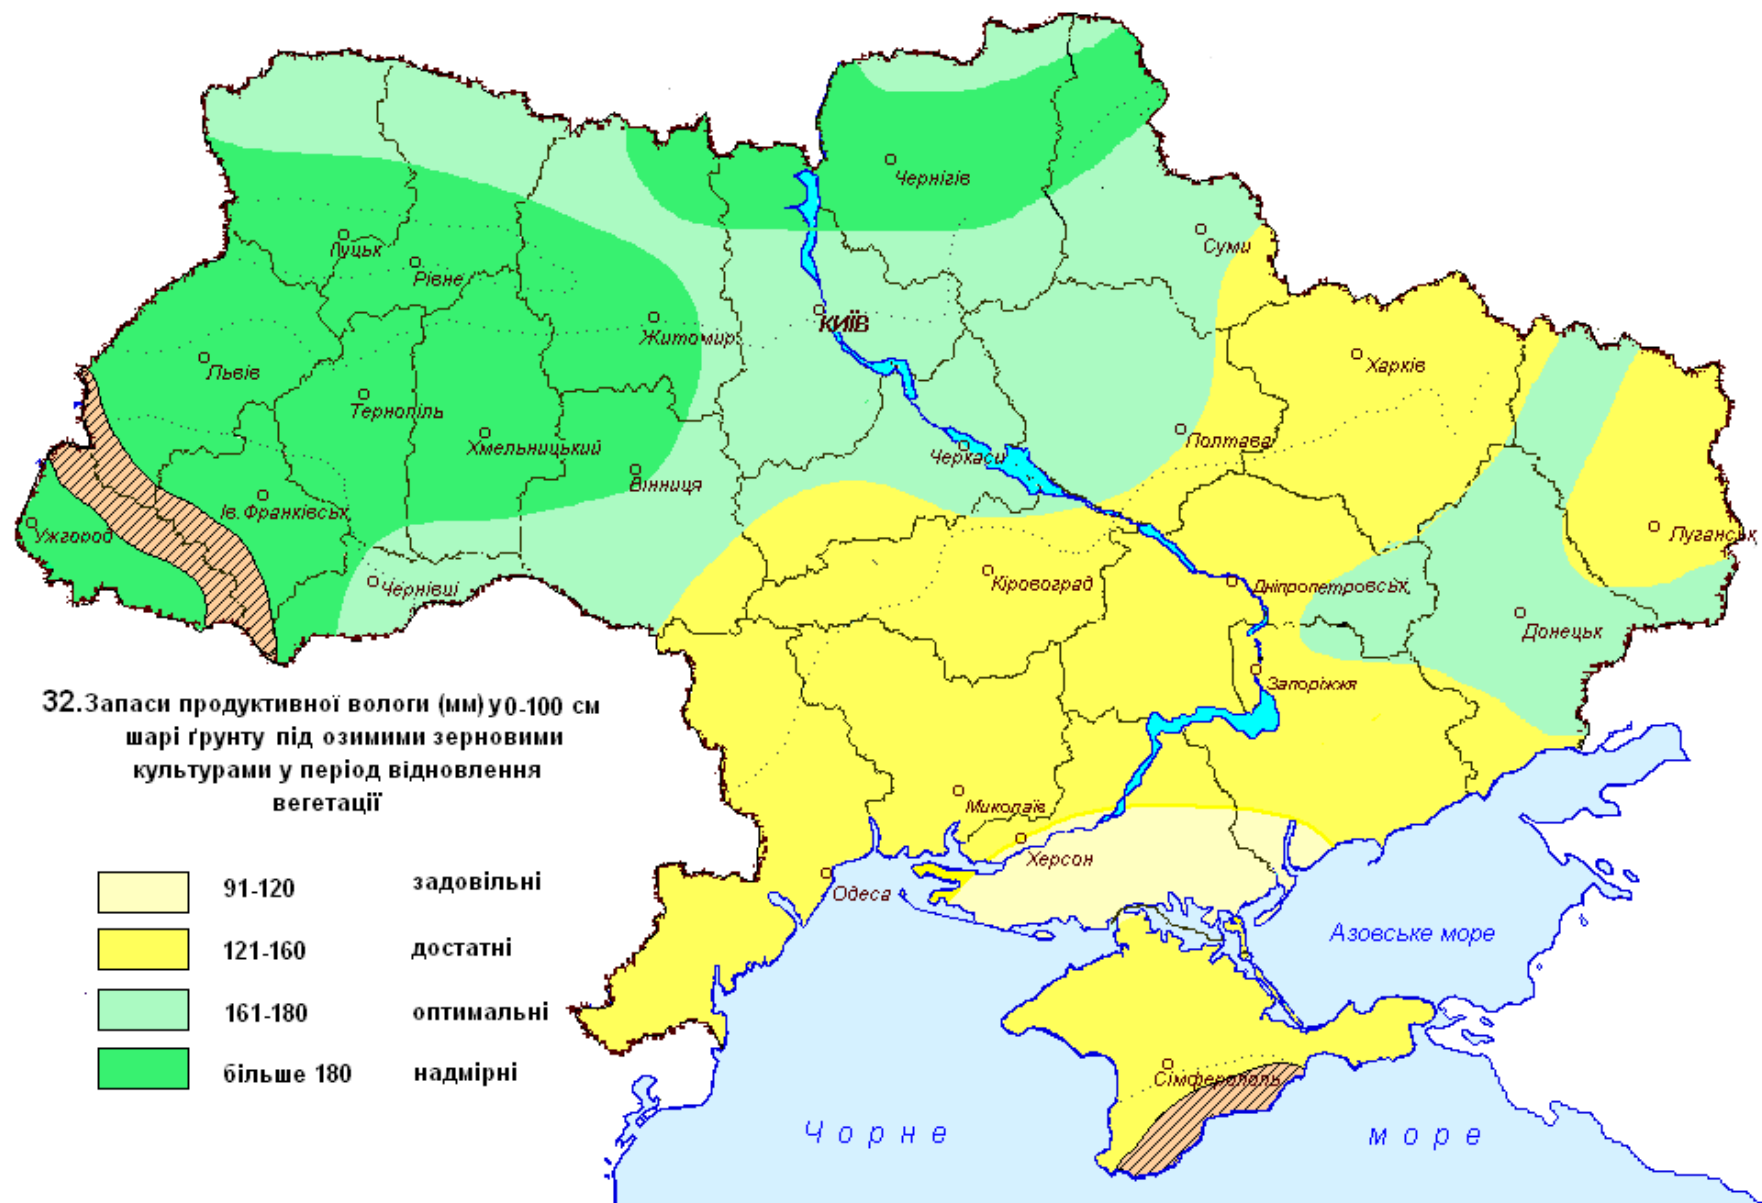 Чернігів
Суми
Луцьк
Рівне
Житомир
КИЇВ
Львів
Харків
Тернопіль
Хмельницький
Черкаси
Полтава
Вінниця
Ів. Франківськ
Ужгород
Луганськ
Чернівці
Кіровоград
Дніпропетровськ
Донецьк
Запоріжжя
32.Запаси продуктивної вологи (мм) у 0-100 см
шарі ґрунту під озимими зерновими
культурами у період відновлення
вегетації
Миколаїв
Херсон
Одеса
91-120 задовільні
121-160 достатні
161-180 оптимальні
більше 180 надмірні
Азовське море
Сімферополь
Чорне море